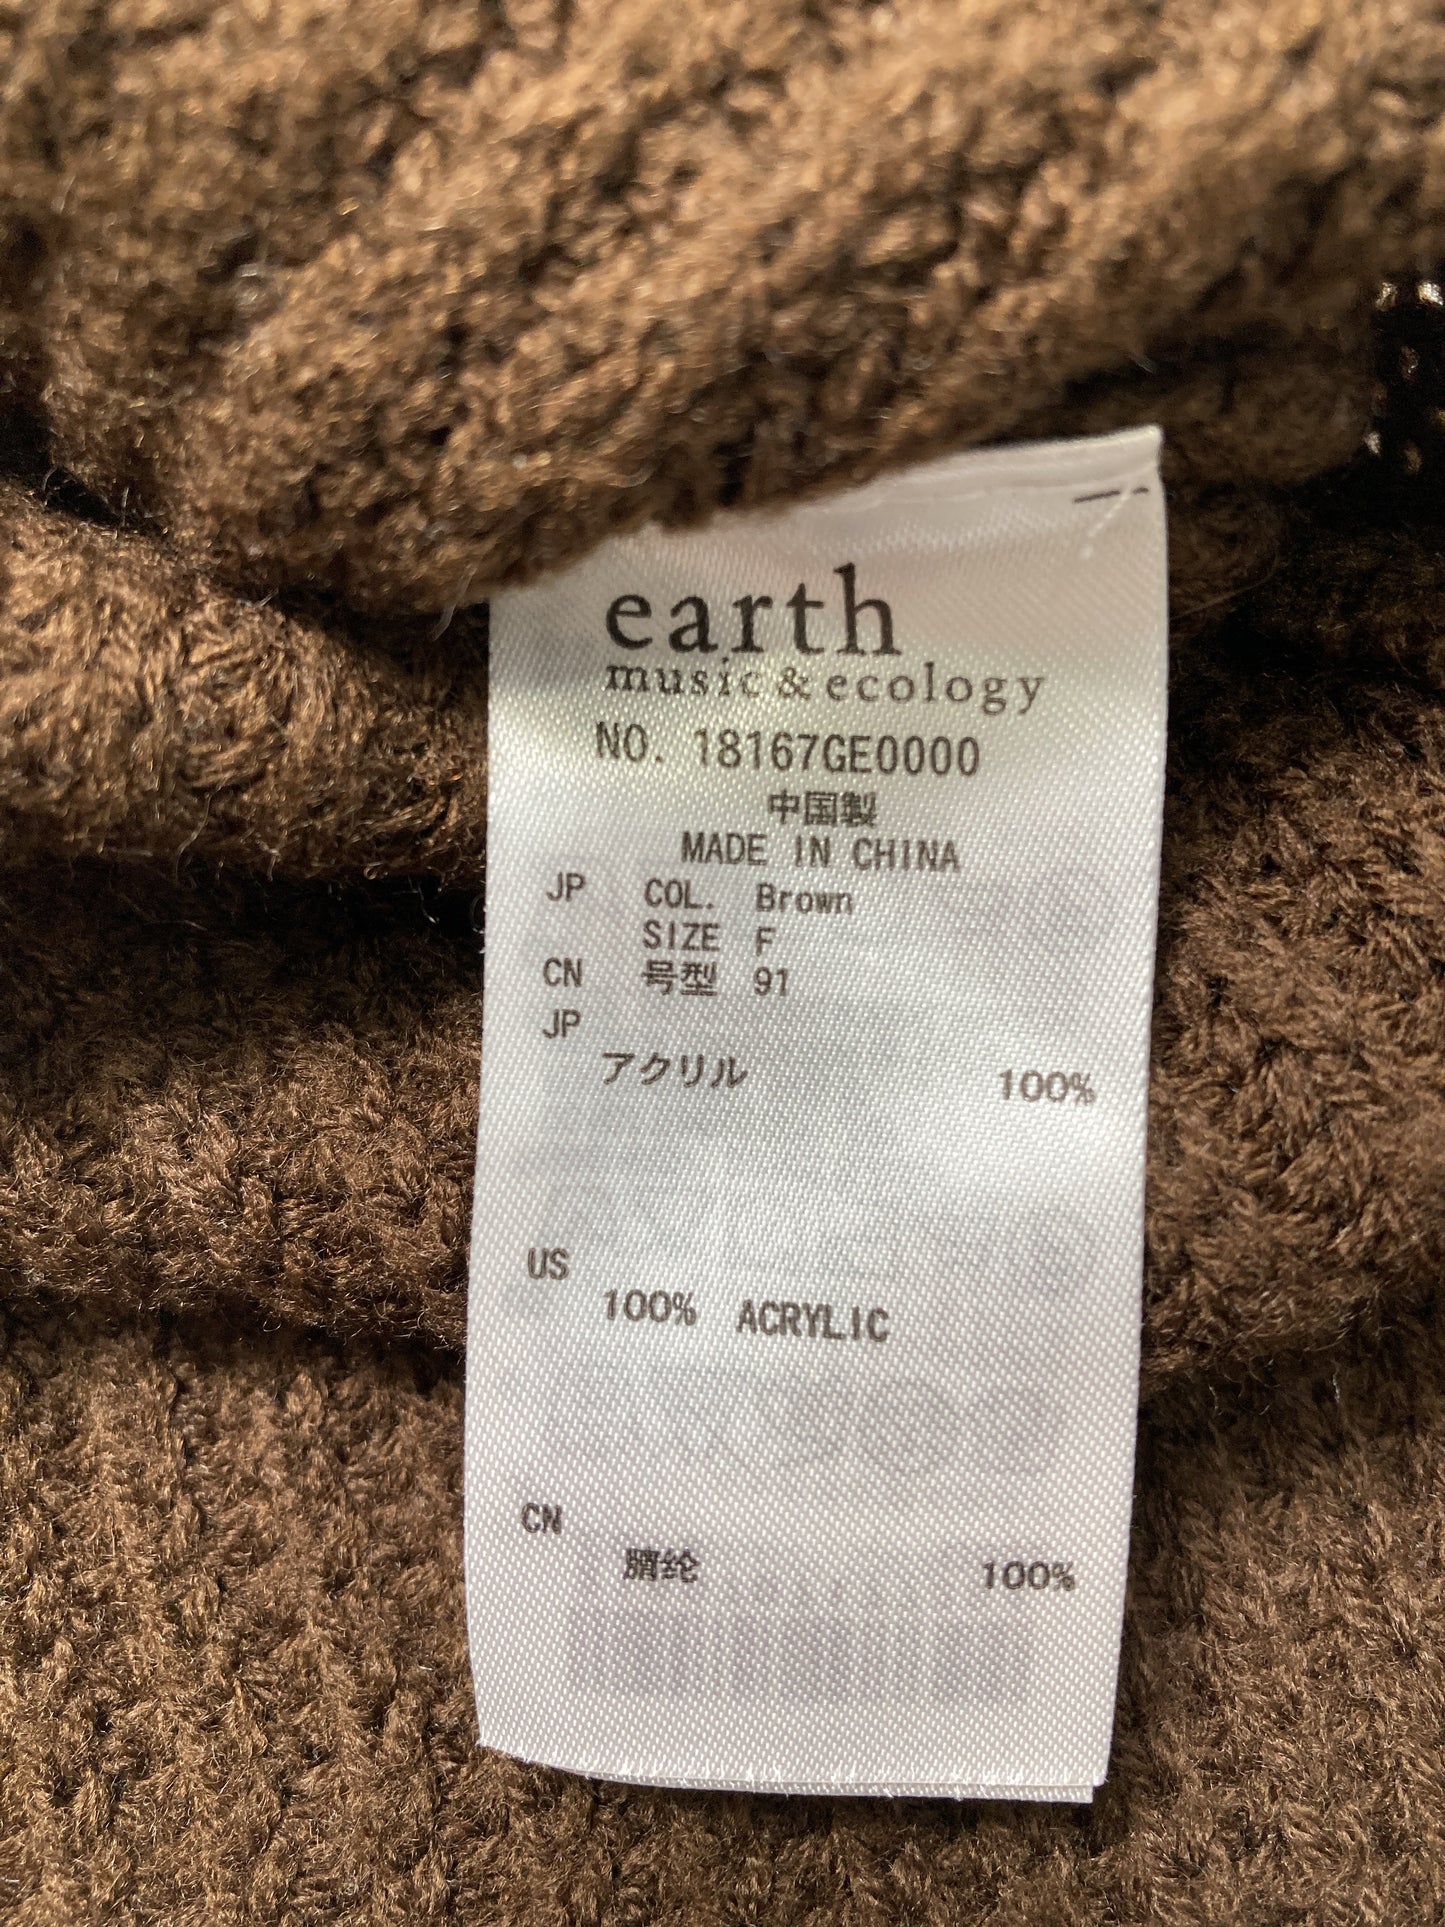 earth
music & ecology
NO. 18167GE0000
中国製
MADE IN CHINA
JP COL. Brown
SIZE F
CN 号型 91
JP
アクリル 100%
US
100% ACRYLIC
CN
腈纶 100%